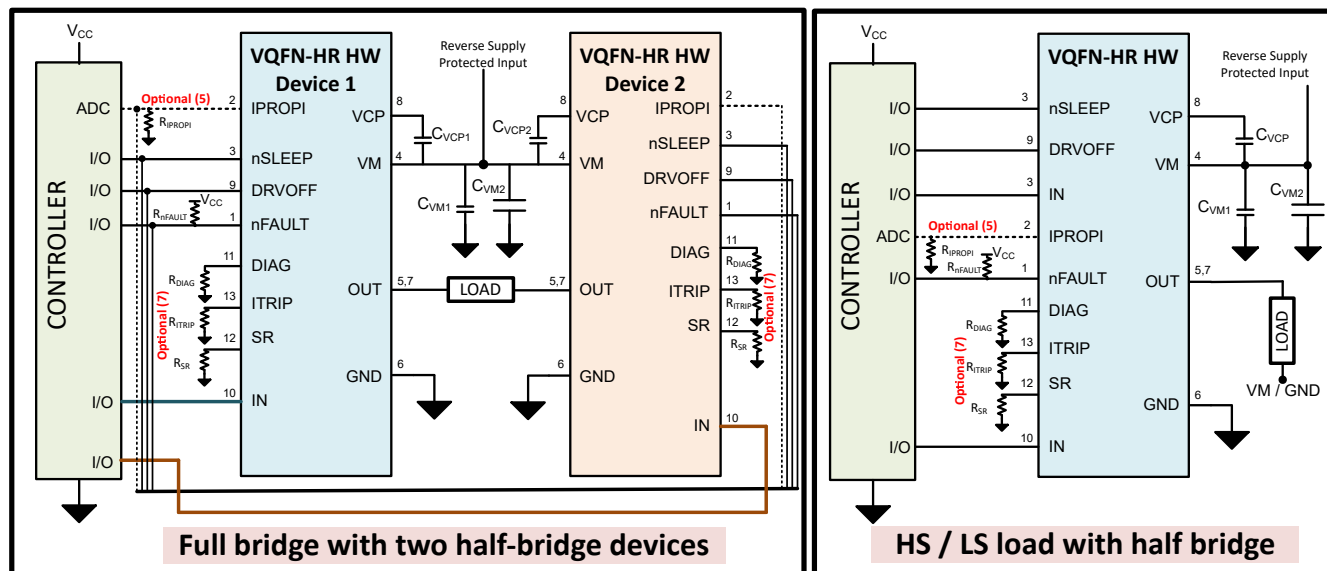 VCC
CONTROLLER
ADC
I/O
I/O
I/O
I/O
I/O
Optional (5)
RIPROPI
VCC
RnFAULT
RDIAG
RITRIP
RSR
Optional (7)
VQFN-HR HW
Device 1
2 IPROPI
3 nSLEEP
9 DRVOFF
1 nFAULT
11 DIAG
13 ITRIP
12 SR
10 IN
VCP 8
VM 4
OUT 5,7
GND 6
Reverse Supply
Protected Input
CVCP1
CVCP2
CVM1
CVM2
LOAD
VQFN-HR HW
Device 2
8 VCP
4 VM
5,7 OUT
6 GND
IPROPI 2
nSLEEP 3
DRVOFF 9
nFAULT 1
DIAG 11
ITRIP 13
SR 12
IN 10
RDIAG
RITRIP
RSR
Optional (7)
Full bridge with two half-bridge devices
VCC
CONTROLLER
I/O
I/O
I/O
ADC
I/O
I/O
Optional (5)
RIPROPI
VCC
RnFAULT
RDIAG
RITRIP
RSR
Optional (7)
VQFN-HR HW
3 nSLEEP
9 DRVOFF
3 IN
2 IPROPI
1 nFAULT
11 DIAG
13 ITRIP
12 SR
10 IN
VCP 8
VM 4
OUT 5,7
GND 6
Reverse Supply
Protected Input
CVCP
CVM1
CVM2
LOAD
VM / GND
HS / LS load with half bridge